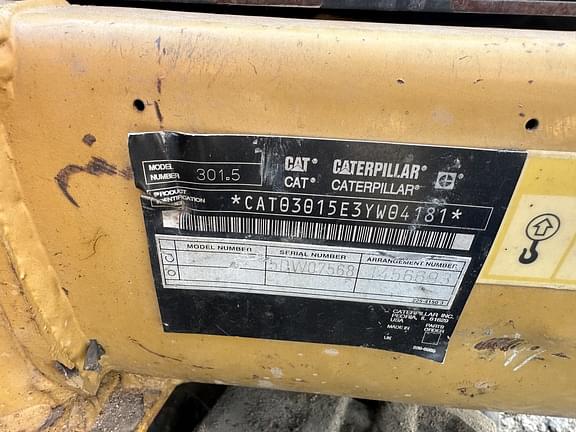 MODEL NUMBER 301.5
CAT® CATERPILLAR®
CAT® CATERPILLAR®
PRODUCT IDENTIFICATION
*CAT03015E3YW04181*
MODEL NUMBER SERIAL NUMBER ARRANGEMENT NUMBER
CATERPILLAR INC.
PEORIA, IL 61629
USA
MADE IN PARTS ORDER
UK